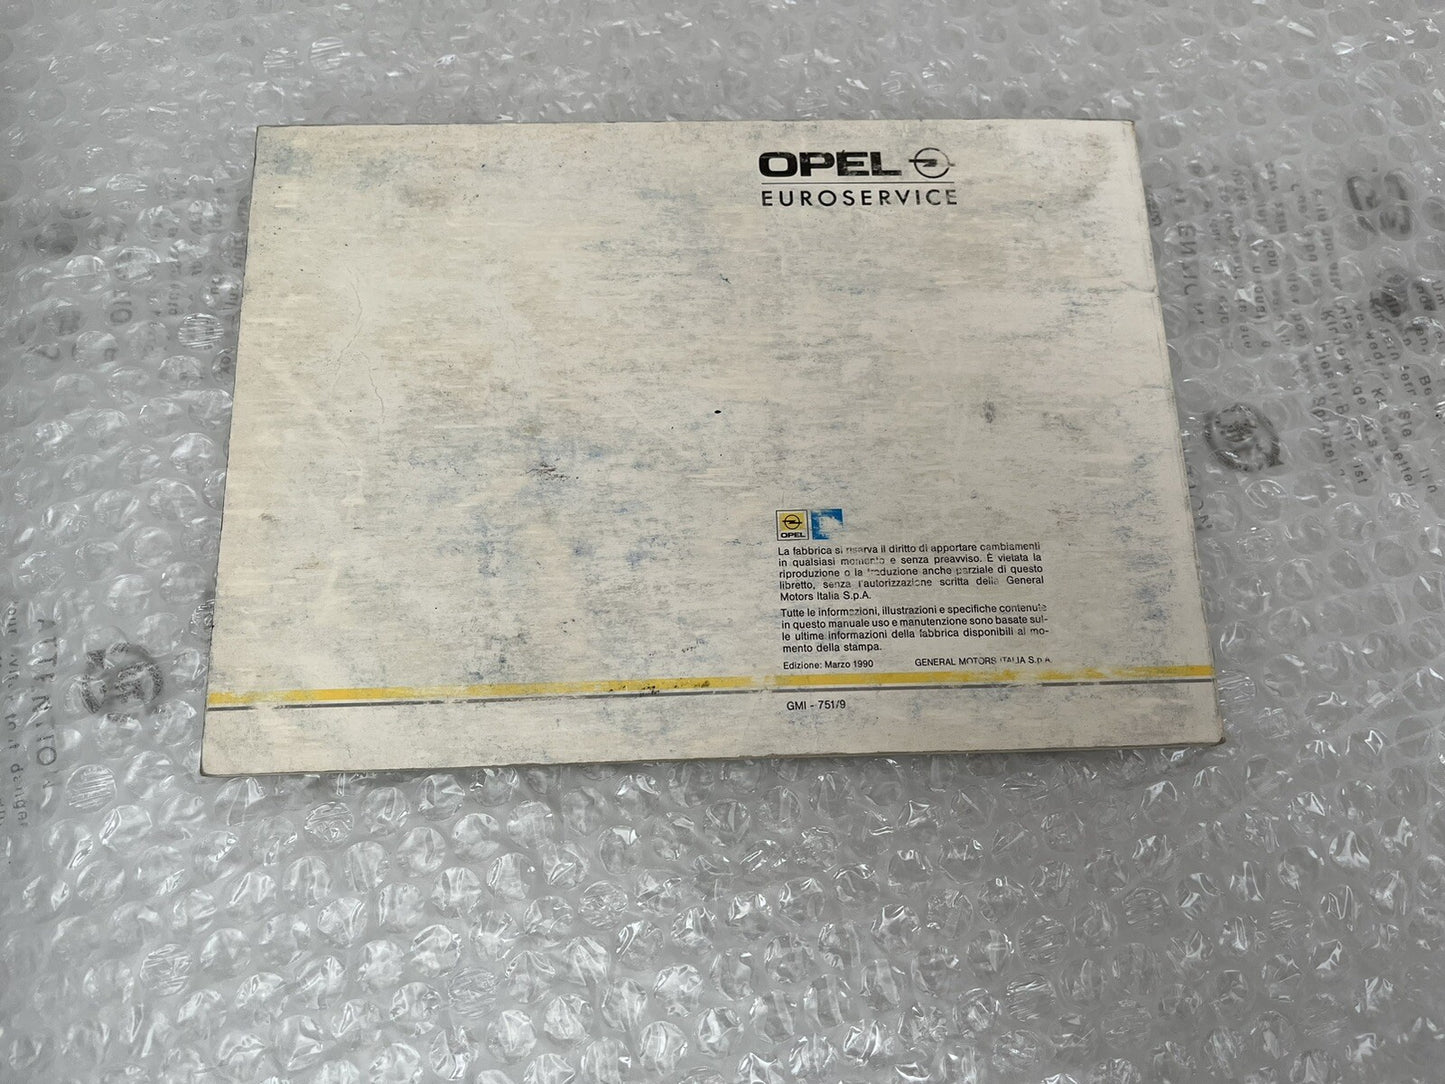 OPEL
EUROSERVICE
OPEL
La fabbrica si riserva il diritto di apportare cambiamenti
in qualsiasi momento e senza preavviso. È vietata la
riproduzione o la traduzione anche parziale di questo
libretto, senza l'autorizzazione scritta della General
Motors Italia S.p.A.
Tutte le informazioni, illustrazioni e specifiche contenute
in questo manuale uso e manutenzione sono basate sul-
le ultime informazioni della fabbrica disponibili al mo-
mento della stampa.
Edizione: Marzo 1990 GENERAL MOTORS ITALIA S.p.A.
GMI - 751/9